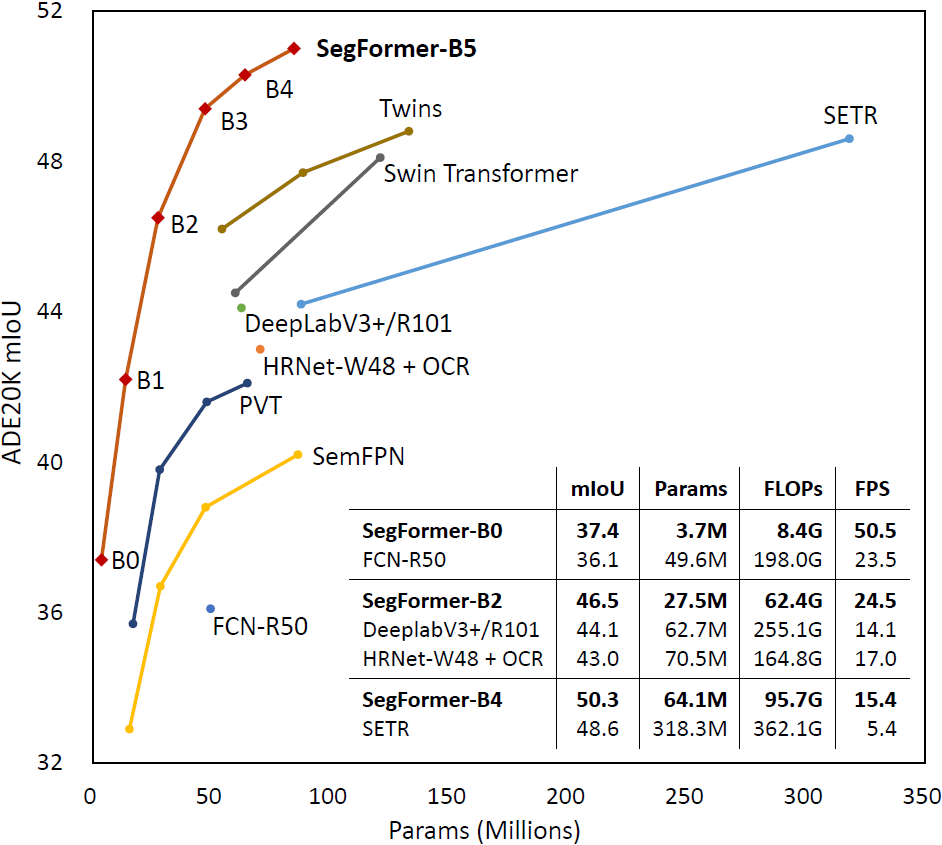 52
SegFormer-B5
B4
B3
Twins
SETR
48
Swin Transformer
B2
44
DeepLabV3+/R101
HRNet-W48 + OCR
B1
PVT
ADE20K mIoU
40
SemFPN
B0
36
FCN-R50
32
mIoU Params FLOPs FPS
SegFormer-B0 37.4 3.7M 8.4G 50.5
FCN-R50 36.1 49.6M 198.0G 23.5
SegFormer-B2 46.5 27.5M 62.4G 24.5
DeeplabV3+/R101 44.1 62.7M 255.1G 14.1
HRNet-W48 + OCR 43.0 70.5M 164.8G 17.0
SegFormer-B4 50.3 64.1M 95.7G 15.4
SETR 48.6 318.3M 362.1G 5.4
0 50 100 150 200 250 300 350
Params (Millions)